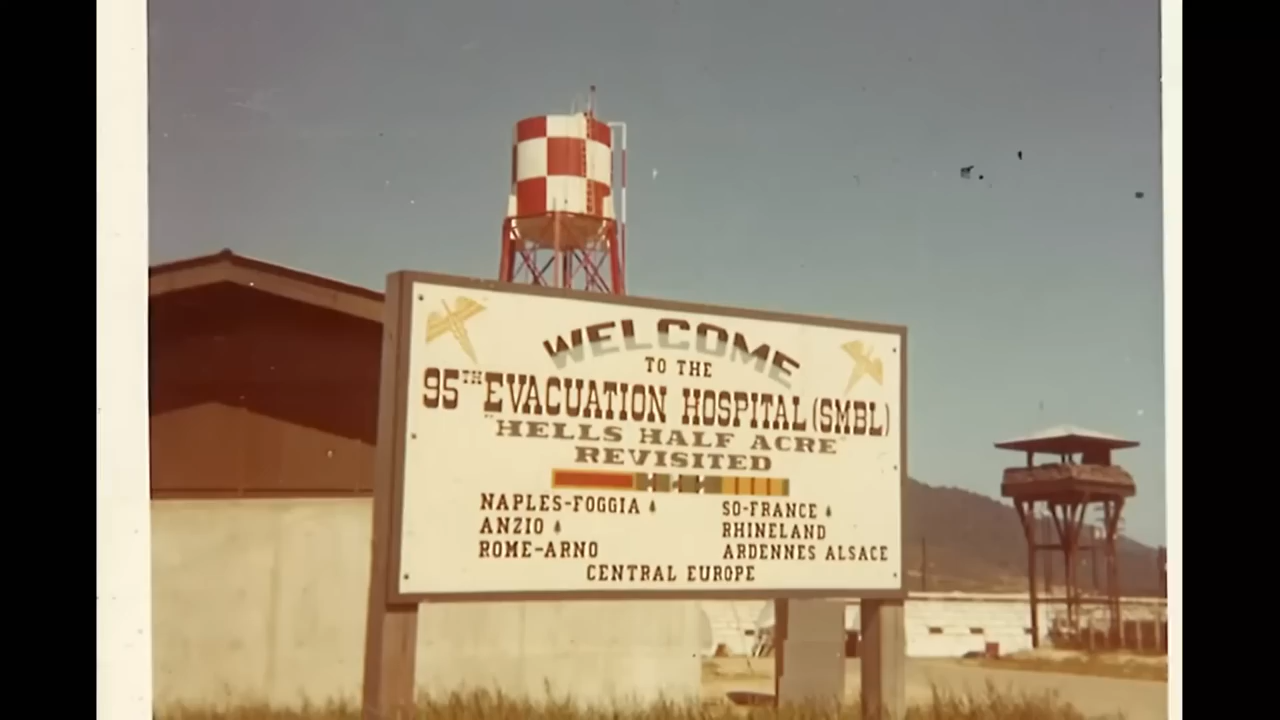 WELCOME
TO THE
95TH EVACUATION HOSPITAL (SMBL)
"HELLS HALF ACRE"
REVISITED
NAPLES-FOGGIA
SO-FRANCE
ANZIO
RHINELAND
ROME-ARNO
ARDENNES ALSACE
CENTRAL EUROPE